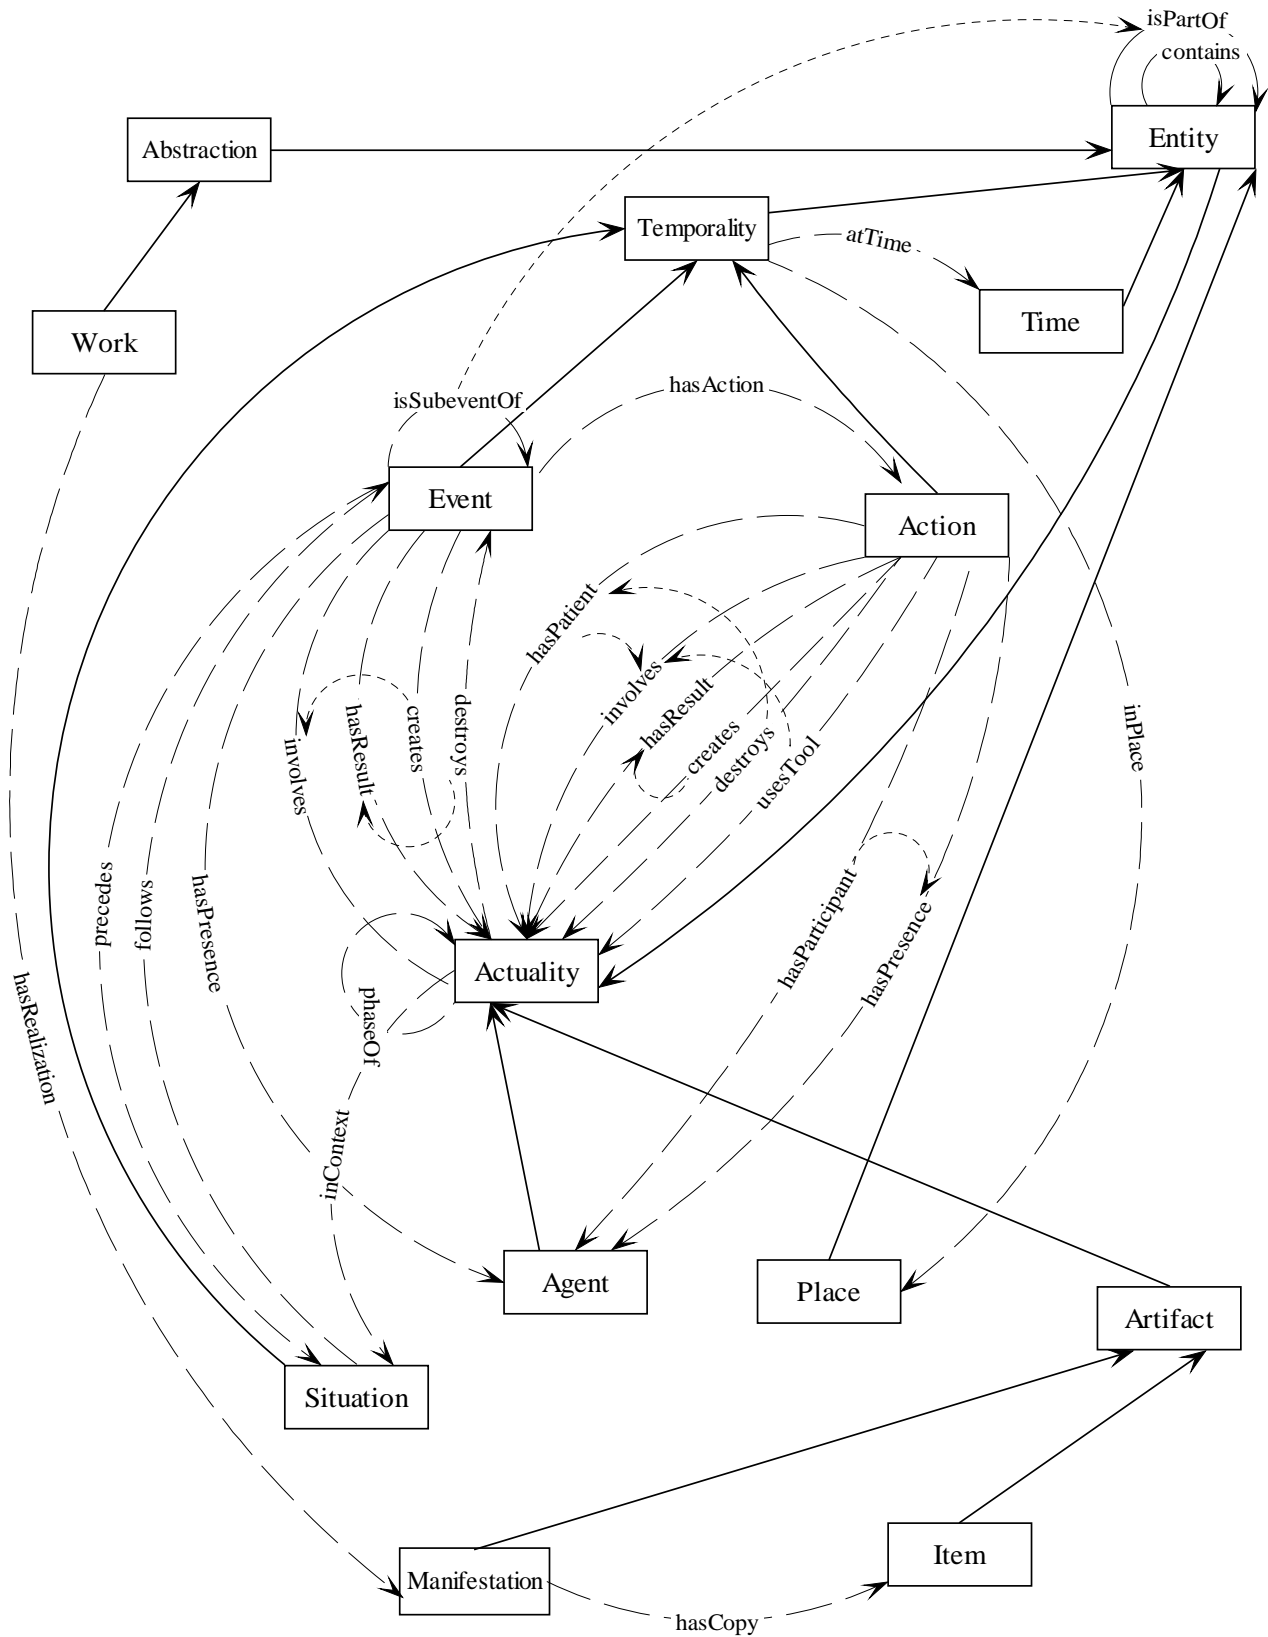 isPartOf
contains
Entity
Abstraction
Temporality
atTime
Time
Work
hasAction
isSubeventOf
Event
Action
hasPatient
involves
hasResult
creates
destroys
usesTool
involves
hasResult
creates
destroys
inPlace
precedes
follows
hasPresence
hasParticipant
hasPresence
Actuality
phaseOf
hasRealization
inContext
Agent
Place
Artifact
Situation
Item
Manifestation
hasCopy